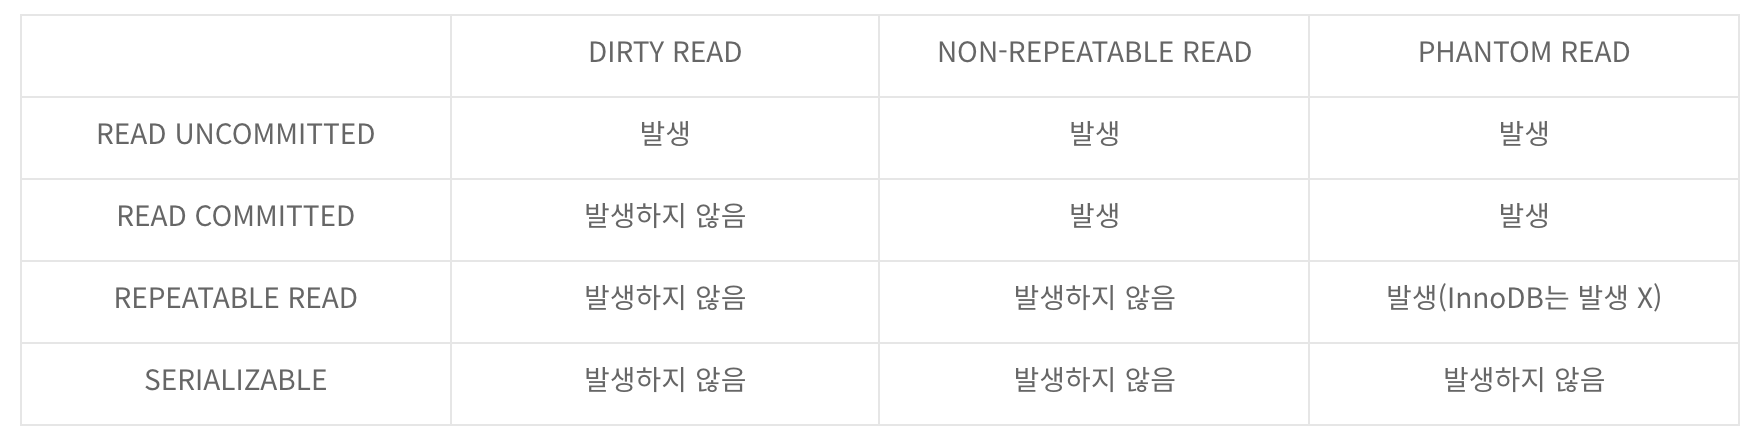 DIRTY READ NON-REPEATABLE READ PHANTOM READ
READ UNCOMMITTED 발생 발생 발생
READ COMMITTED 발생하지 않음 발생 발생
REPEATABLE READ 발생하지 않음 발생하지 않음 발생(InnoDB는 발생 X)
SERIALIZABLE 발생하지 않음 발생하지 않음 발생하지 않음